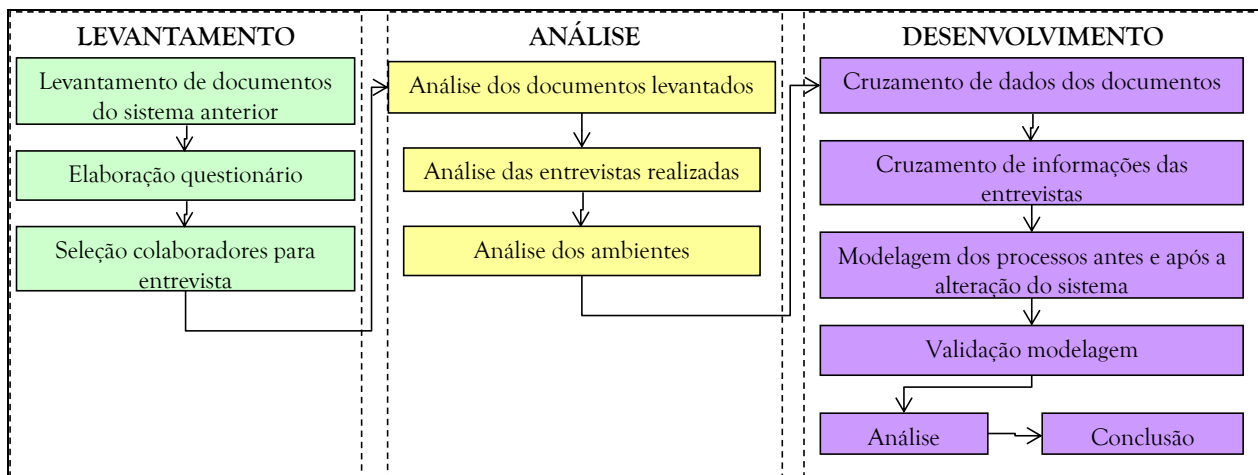 LEVANTAMENTO
Levantamento de documentos
do sistema anterior
Elaboração questionário
Seleção colaboradores para
entrevista
ANÁLISE
Análise dos documentos levantados
Análise das entrevistas realizadas
Análise dos ambientes
DESENVOLVIMENTO
Cruzamento de dados dos documentos
Cruzamento de informações das
entrevistas
Modelagem dos processos antes e após a
alteração do sistema
Validação modelagem
Análise
Conclusão